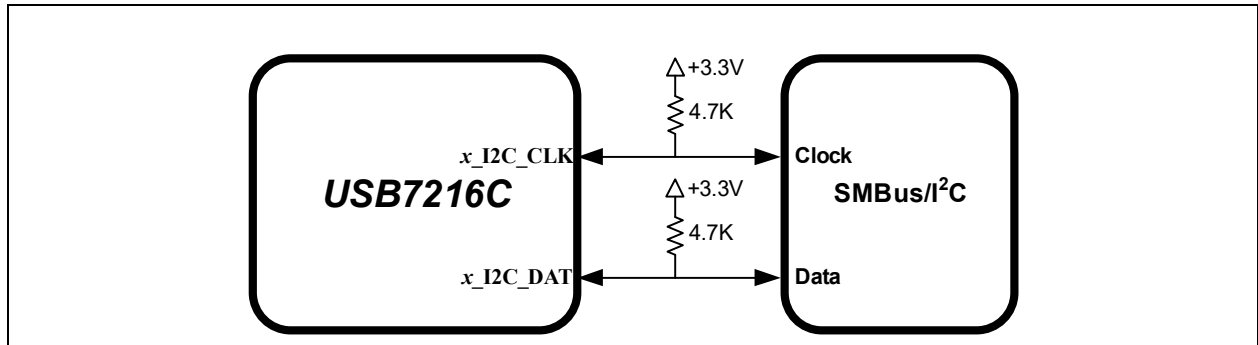 +3.3V
4.7K
x_I2C_CLK
Clock
USB7216C
SMBus/I²C
+3.3V
4.7K
x_I2C_DAT
Data